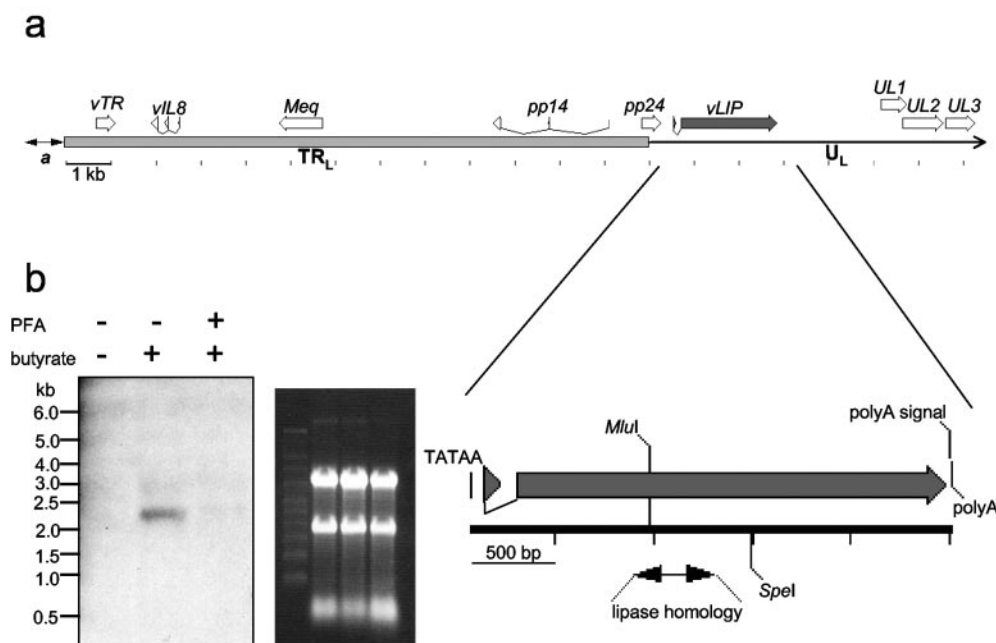 a
vTR vIL8 Meq pp14 pp24 vLIP UL1 UL2 UL3
a TRL UL
1 kb
b
PFA - - +
butyrate - + +
kb
6.0
5.0
4.0
3.0
2.5
2.0
1.5
1.0
0.5
polyA signal
MluI
TATAA
polyA
500 bp
SpeI
lipase homology